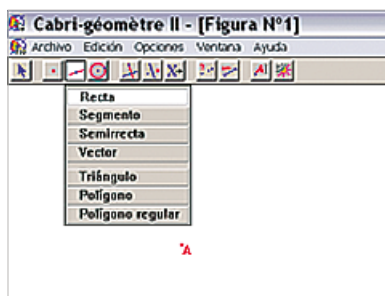 Cabri-géomètre II - [Figura Nº1]
Archivo Edición Opciones Ventana Ayuda
Recta
Segmento
Semirrecta
Vector
Triángulo
Polígono
Polígono regular
A